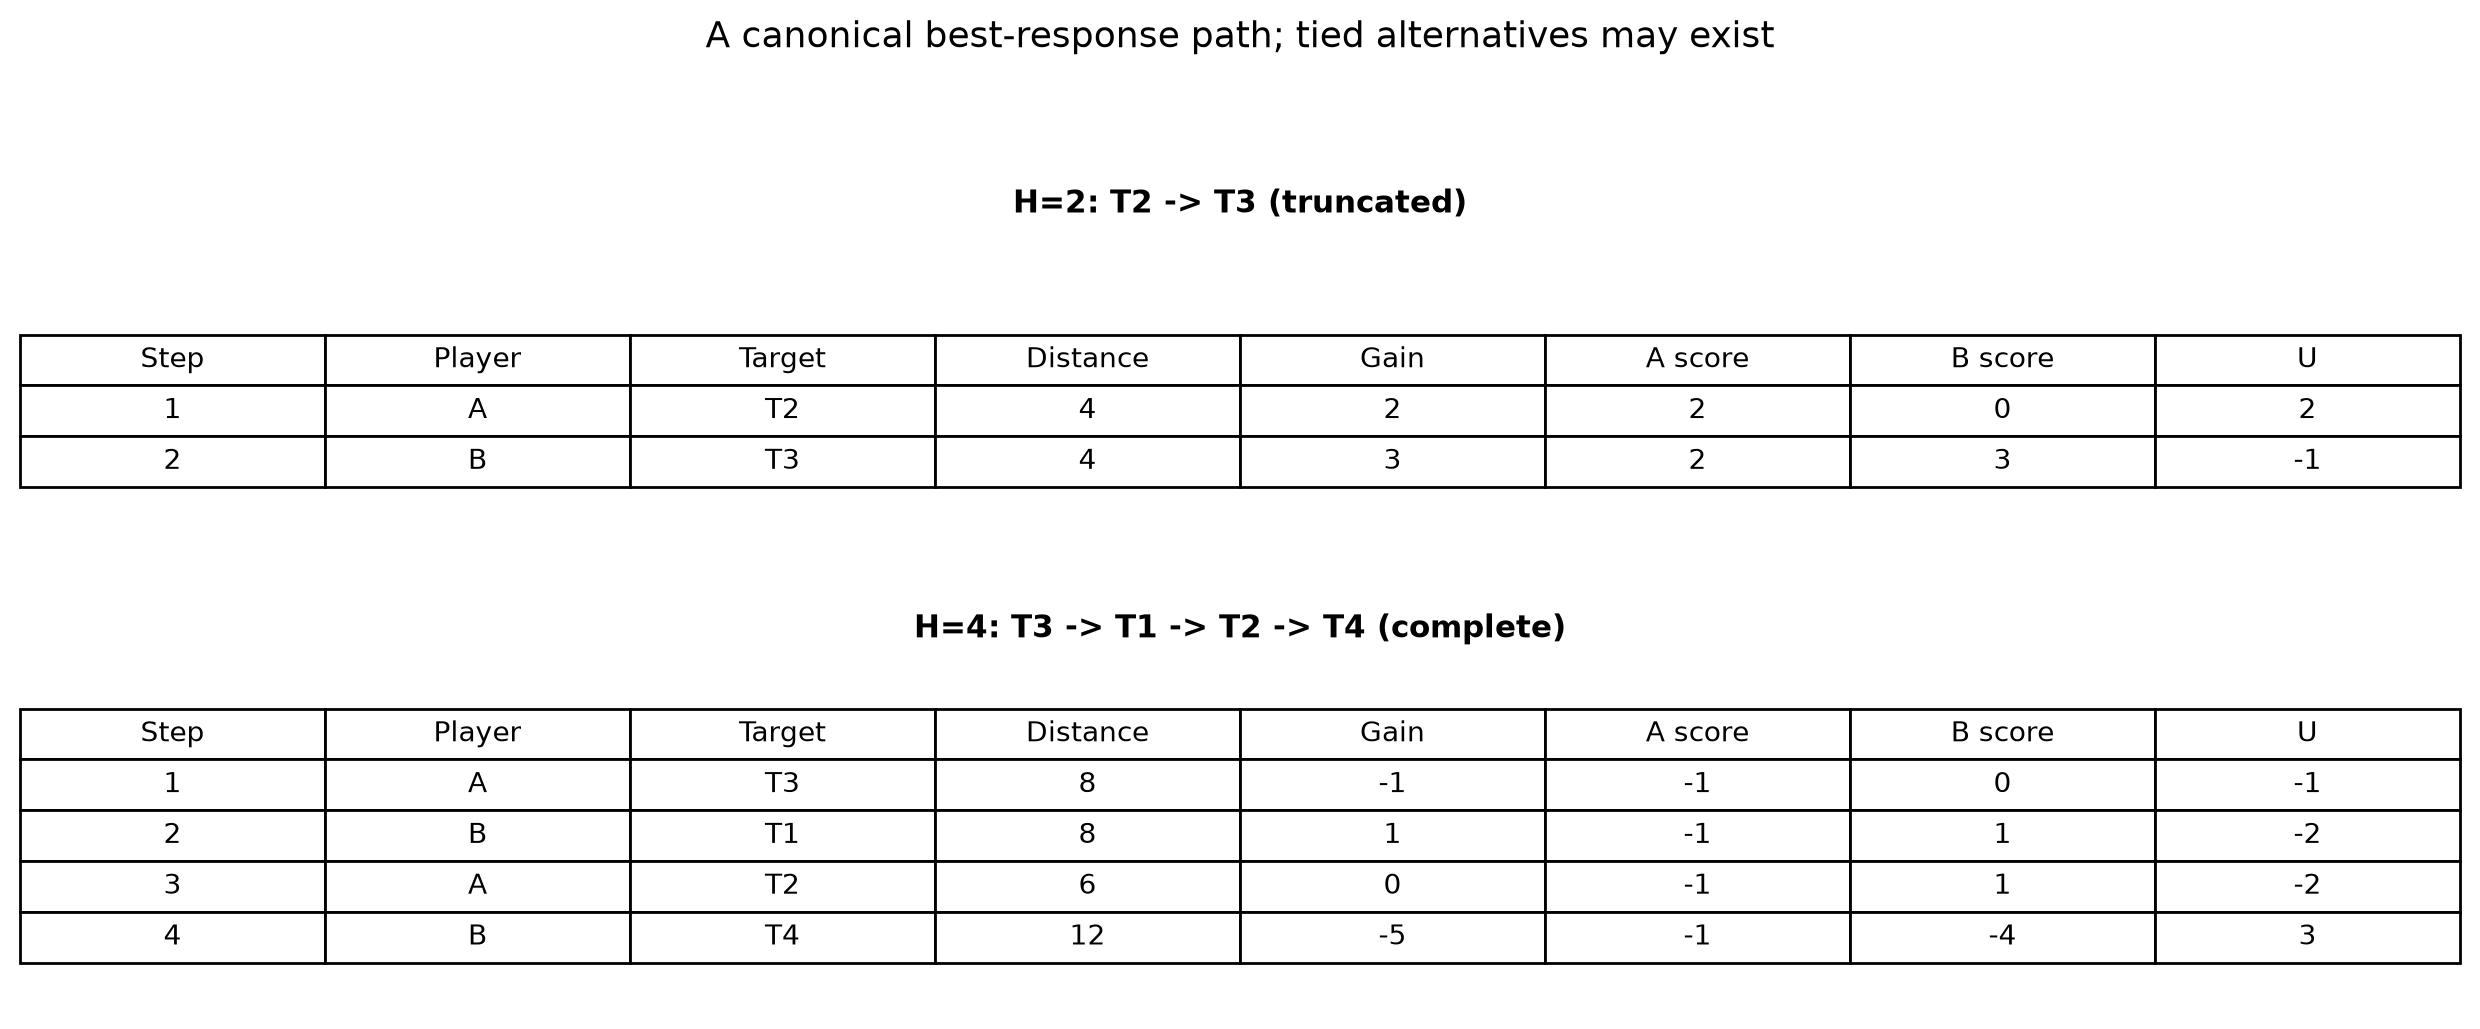 A canonical best-response path; tied alternatives may exist
H=2: T2 -> T3 (truncated)
Step Player Target Distance Gain A score B score U
1 A T2 4 2 2 0 2
2 B T3 4 3 2 3 -1
H=4: T3 -> T1 -> T2 -> T4 (complete)
Step Player Target Distance Gain A score B score U
1 A T3 8 -1 -1 0 -1
2 B T1 8 1 -1 1 -2
3 A T2 6 0 -1 1 -2
4 B T4 12 -5 -1 -4 3